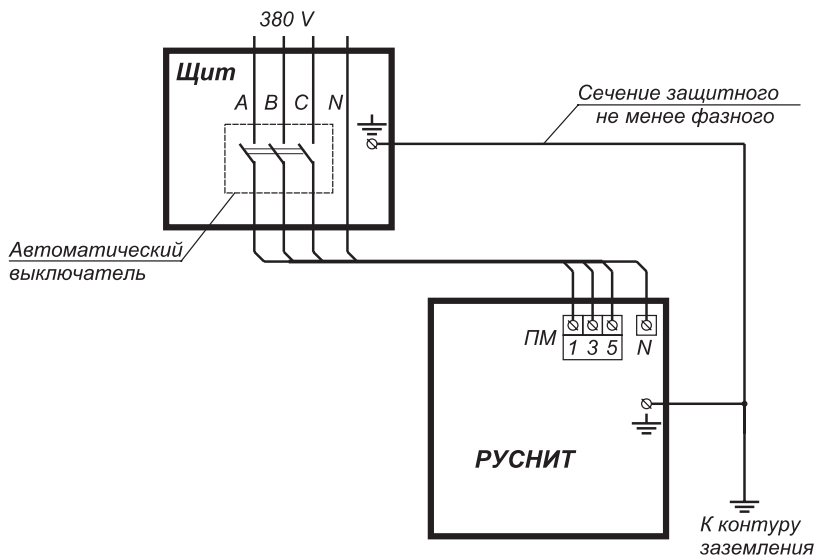 380 V
Щит
A B C N
Сечение защитного
не менее фазного
Автоматический
выключатель
ПМ
1 3 5 N
РУСНИТ
К контуру
заземления